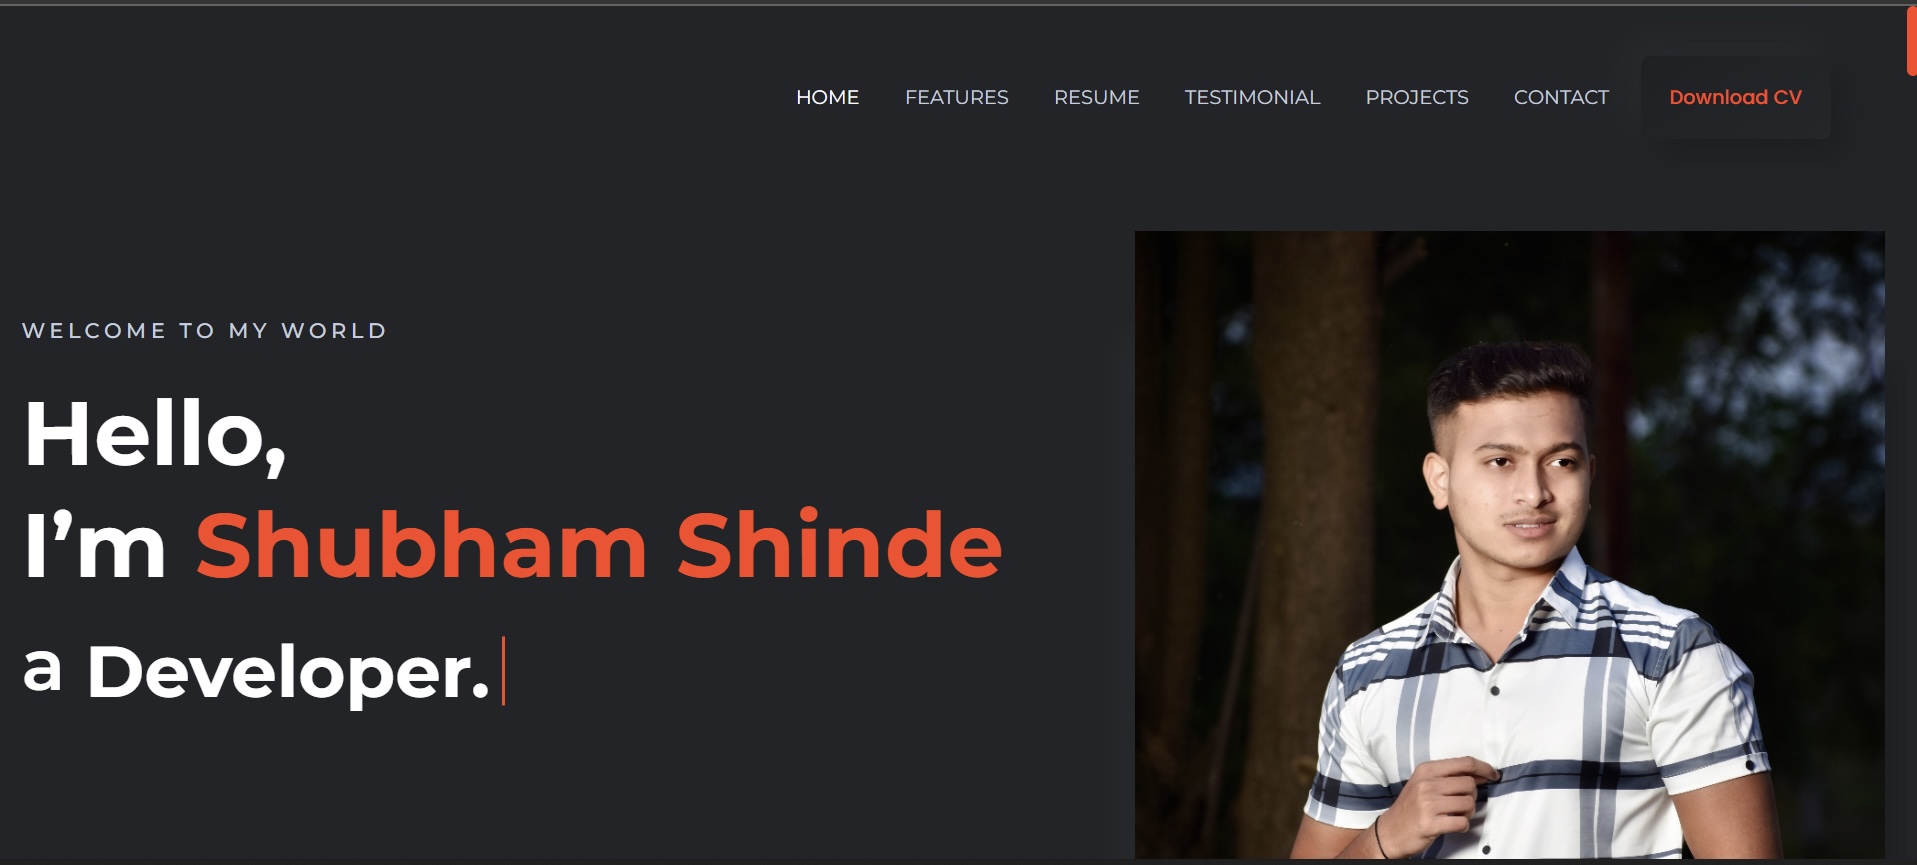 HOME FEATURES RESUME TESTIMONIAL PROJECTS CONTACT Download CV
WELCOME TO MY WORLD
Hello,
I’m Shubham Shinde
a Developer.